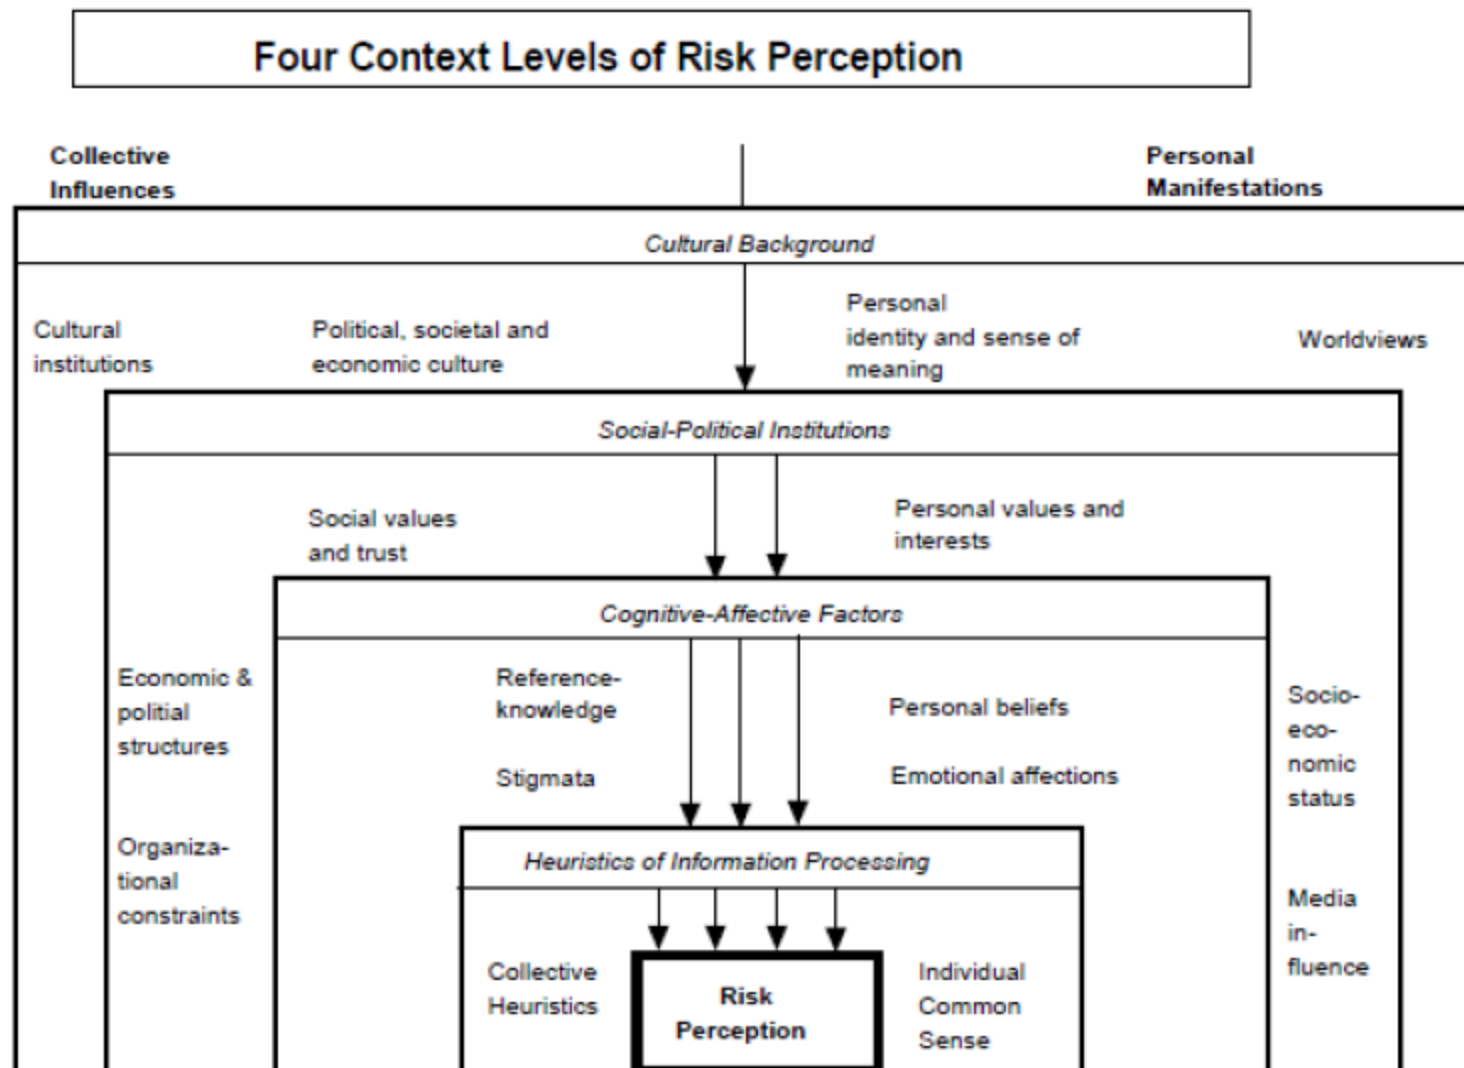 Four Context Levels of Risk Perception
Collective
Influences
Personal
Manifestations
Cultural Background
Cultural
institutions
Political, societal and
economic culture
Personal
identity and sense of
meaning
Worldviews
Social-Political Institutions
Social values
and trust
Personal values and
interests
Cognitive-Affective Factors
Economic &
politial
structures
Reference-
knowledge
Personal beliefs
Socio-
eco-
nomic
status
Stigmata
Emotional affections
Organiza-
tional
constraints
Heuristics of Information Processing
Media
in-
fluence
Collective
Heuristics
Risk
Perception
Individual
Common
Sense